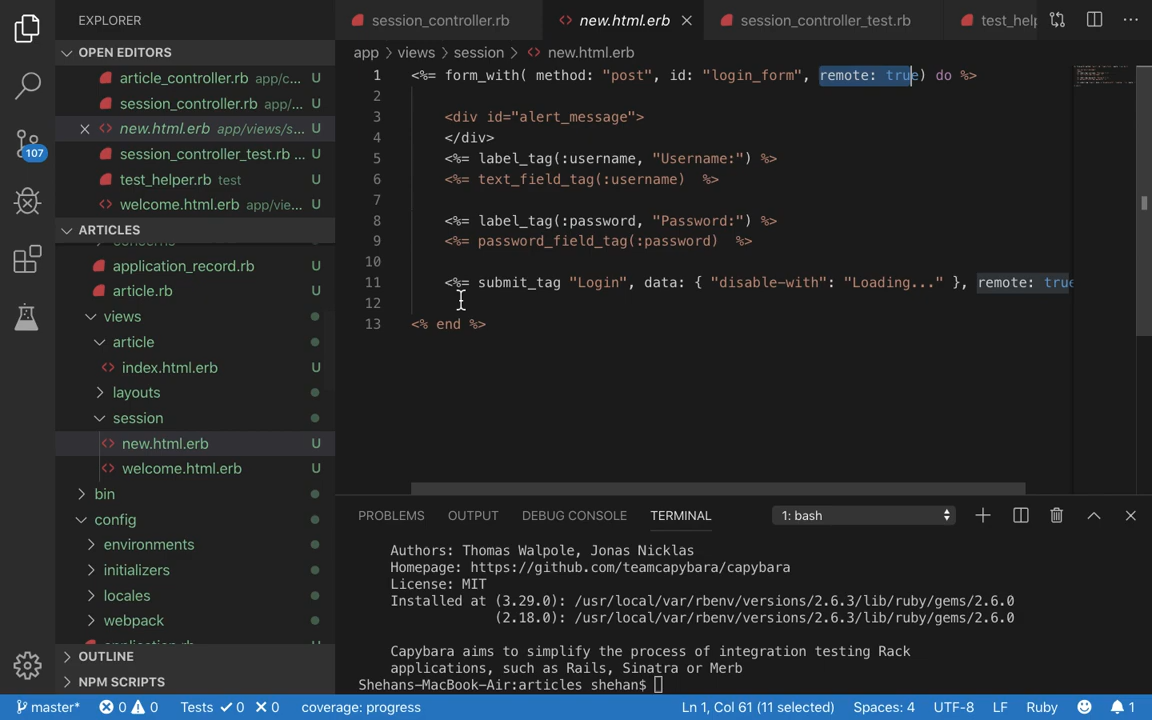 EXPLORER
session_controller.rb
new.html.erb
session_controller_test.rb
test_help
OPEN EDITORS
article_controller.rb app/c... U
session_controller.rb app/... U
new.html.erb app/views/s... U
session_controller_test.rb ... U
test_helper.rb test U
welcome.html.erb app/vie... U
ARTICLES
concerns
application_record.rb U
article.rb U
views
article
index.html.erb U
layouts
session
new.html.erb U
welcome.html.erb U
bin
config
environments
initializers
locales
webpack
application.rb
OUTLINE
NPM SCRIPTS
107
app > views > session > new.html.erb
1 <%= form_with( method: "post", id: "login_form", remote: true) do %>
2
3 <div id="alert_message">
4 </div>
5 <%= label_tag(:username, "Username:") %>
6 <%= text_field_tag(:username) %>
7
8 <%= label_tag(:password, "Password:") %>
9 <%= password_field_tag(:password) %>
10
11 <%= submit_tag "Login", data: { "disable-with": "Loading..." }, remote: true
12
13 <% end %>
PROBLEMS OUTPUT DEBUG CONSOLE TERMINAL 1: bash
Authors: Thomas Walpole, Jonas Nicklas
Homepage: https://github.com/teamcapybara/capybara
License: MIT
Installed at (3.29.0): /usr/local/var/rbenv/versions/2.6.3/lib/ruby/gems/2.6.0
(2.18.0): /usr/local/var/rbenv/versions/2.6.3/lib/ruby/gems/2.6.0
Capybara aims to simplify the process of integration testing Rack
applications, such as Rails, Sinatra or Merb
Shehans-MacBook-Air:articles shehan$
master* 0 0 Tests 0 0 coverage: progress Ln 1, Col 61 (11 selected) Spaces: 4 UTF-8 LF Ruby 1